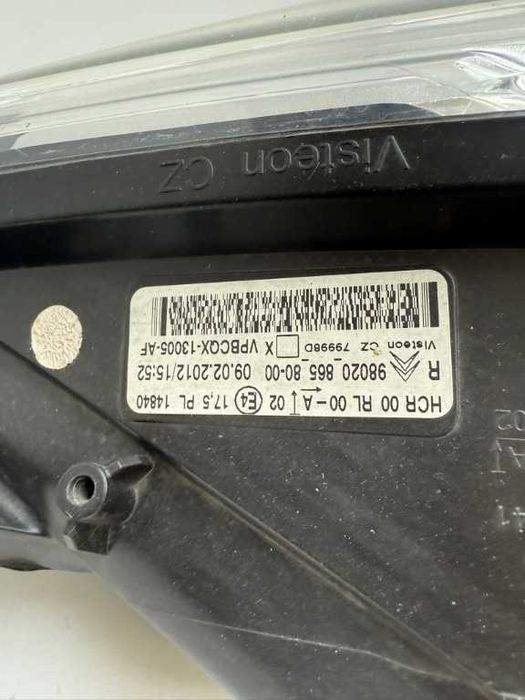 Visteon CZ
HCR 00 RL 00-A 02 E4 17,5 PL 14840
98020 865 80-00 09.02.2012/15:52
R
Visteon CZ 79998D X VPBCQX-13005-AF
02